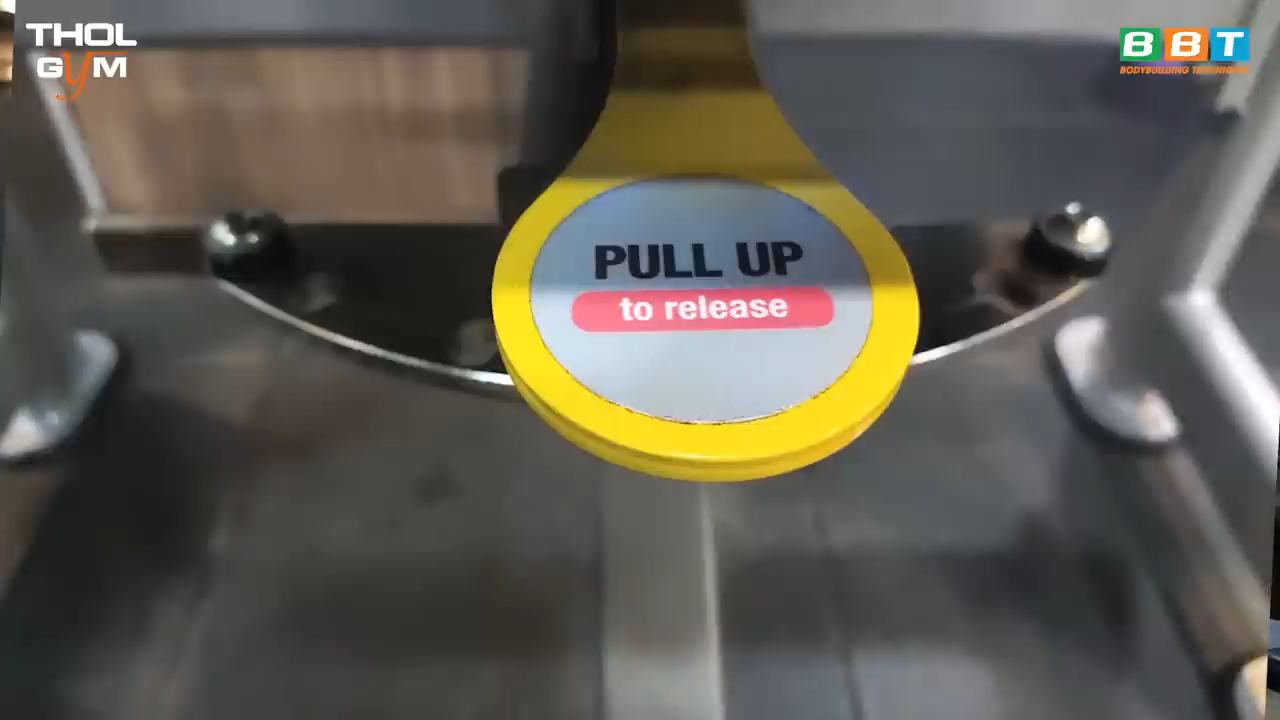 THOL
GYM
BBT
BODYBUILDING TECHNIQUES
PULL UP
to release